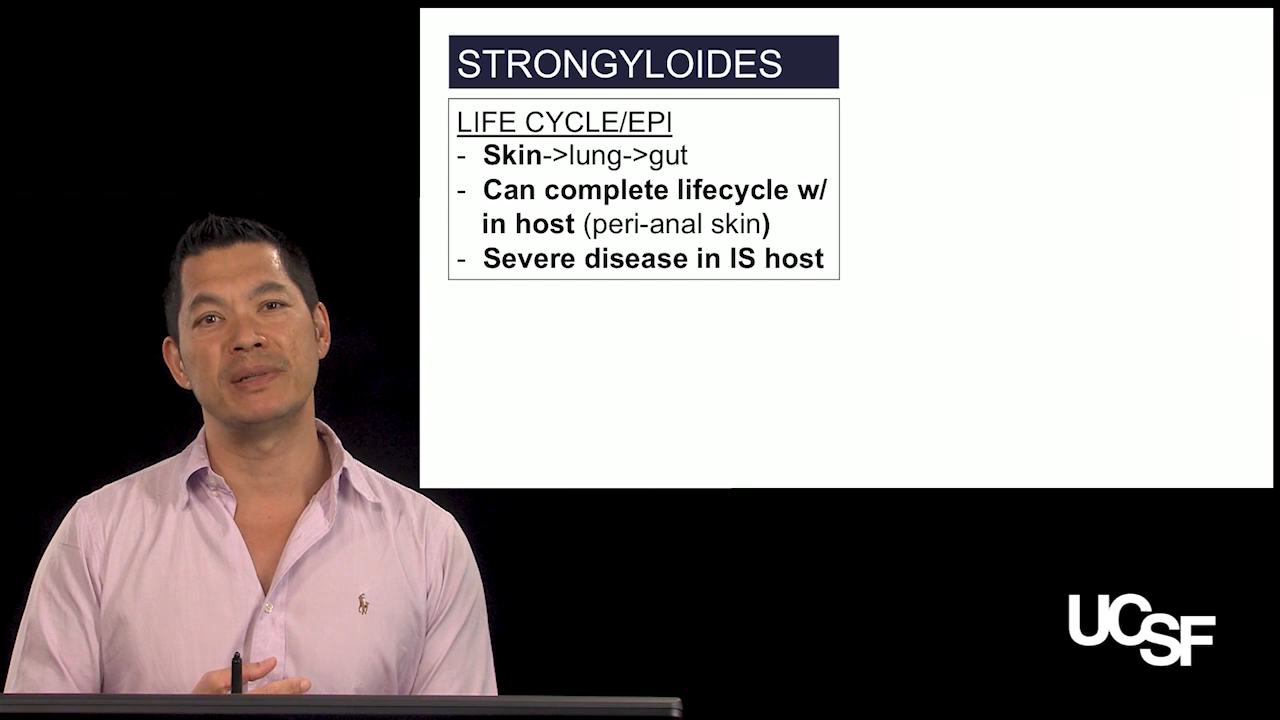 STRONGYLOIDES
LIFE CYCLE/EPI
- Skin->lung->gut
- Can complete lifecycle w/
in host (peri-anal skin)
- Severe disease in IS host
UCSF